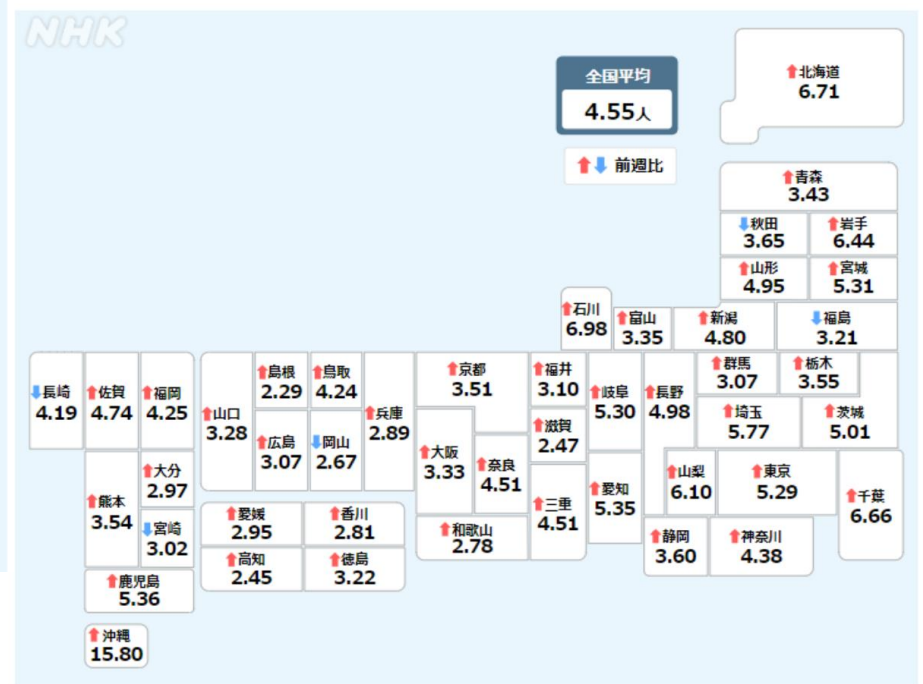 NHK
全国平均
4.55人
前週比
北海道
6.71
青森
3.43
秋田
3.65
岩手
6.44
山形
4.95
宮城
5.31
石川
6.98
富山
3.35
新潟
4.80
福島
3.21
長崎
4.19
佐賀
4.74
福岡
4.25
山口
3.28
島根
2.29
鳥取
4.24
兵庫
2.89
京都
3.51
福井
3.10
岐阜
5.30
長野
4.98
群馬
3.07
栃木
3.55
広島
3.07
岡山
2.67
滋賀
2.47
埼玉
5.77
茨城
5.01
大阪
3.33
奈良
4.51
大分
2.97
熊本
3.54
宮崎
3.02
三重
4.51
愛知
5.35
山梨
6.10
東京
5.29
千葉
6.66
愛媛
2.95
香川
2.81
和歌山
2.78
静岡
3.60
神奈川
4.38
高知
2.45
徳島
3.22
鹿児島
5.36
沖縄
15.80